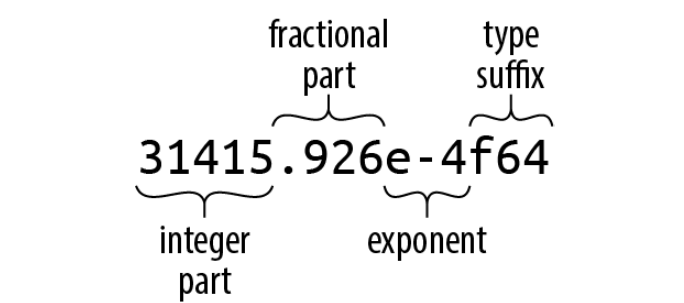 fractional part
type suffix
31415.926e-4f64
integer part
exponent